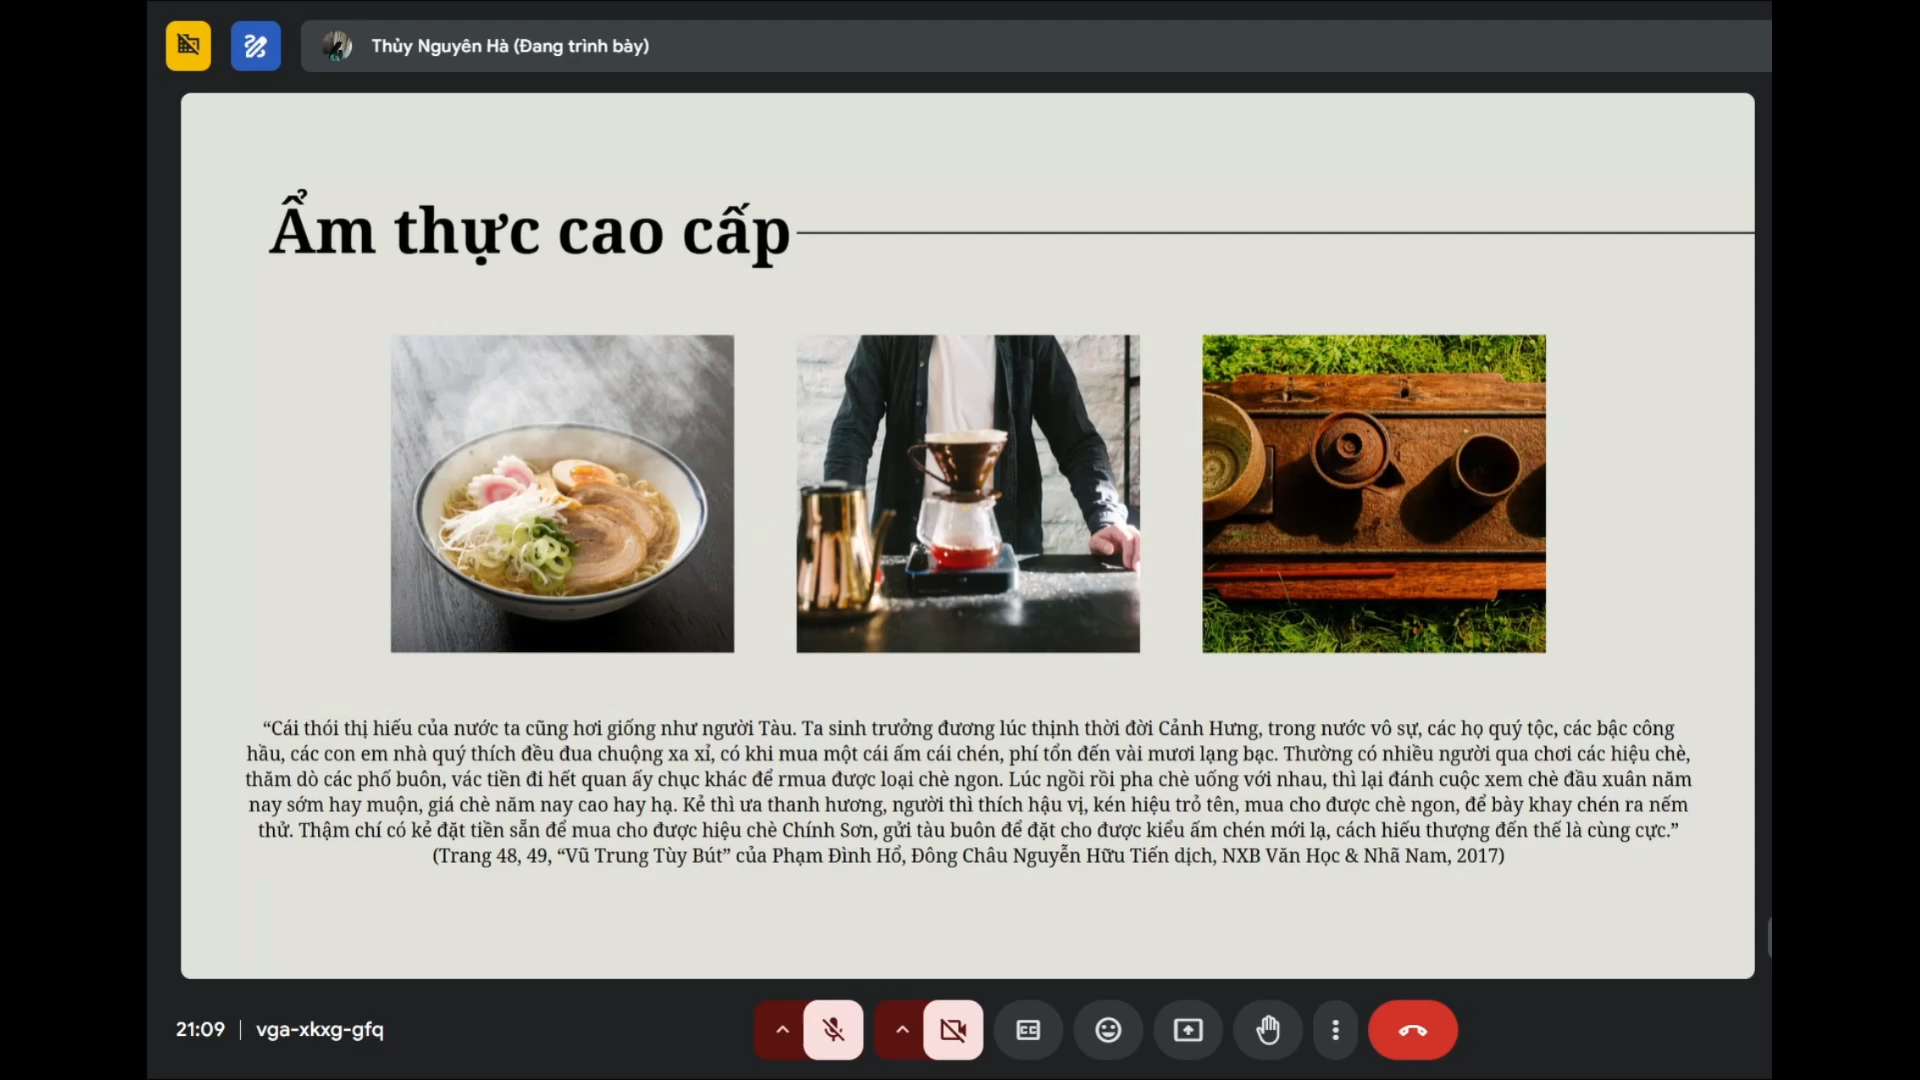 Thủy Nguyên Hà (Đang trình bày)
Ẩm thực cao cấp
“Cái thói thị hiếu của nước ta cũng hơi giống như người Tàu. Ta sinh trưởng đương lúc thịnh thời đời Cảnh Hưng, trong nước vô sự, các họ quý tộc, các bậc công
hầu, các con em nhà quý thích đều đua chuộng xa xỉ, có khi mua một cái ấm cái chén, phí tổn đến vài mươi lạng bạc. Thường có nhiều người qua chơi các hiệu chè,
thăm dò các phố buôn, vác tiền đi hết quan ấy chục khác để rmua được loại chè ngon. Lúc ngồi rồi pha chè uống với nhau, thì lại đánh cuộc xem chè đầu xuân năm
nay sớm hay muộn, giá chè năm nay cao hay hạ. Kẻ thì ưa thanh hương, người thì thích hậu vị, kén hiệu trỏ tên, mua cho được chè ngon, để bày khay chén ra nếm
thử. Thậm chí có kẻ đặt tiền sẵn để mua cho được hiệu chè Chính Sơn, gửi tàu buôn để đặt cho được kiểu ấm chén mới lạ, cách hiếu thượng đến thế là cùng cực.”
(Trang 48, 49, “Vũ Trung Tùy Bút” của Phạm Đình Hổ, Đông Châu Nguyễn Hữu Tiến dịch, NXB Văn Học & Nhã Nam, 2017)
21:09 | vga-xkxg-gfq
CC